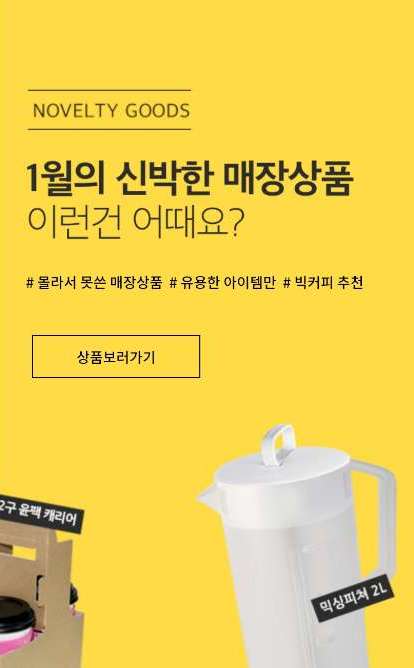 NOVELTY GOODS
1월의 신박한 매장상품
이런건 어때요?
# 몰라서 못쓴 매장상품 # 유용한 아이템만 # 빅커피 추천
상품보러가기
2구 윤팩 캐리어
믹싱피쳐 2L